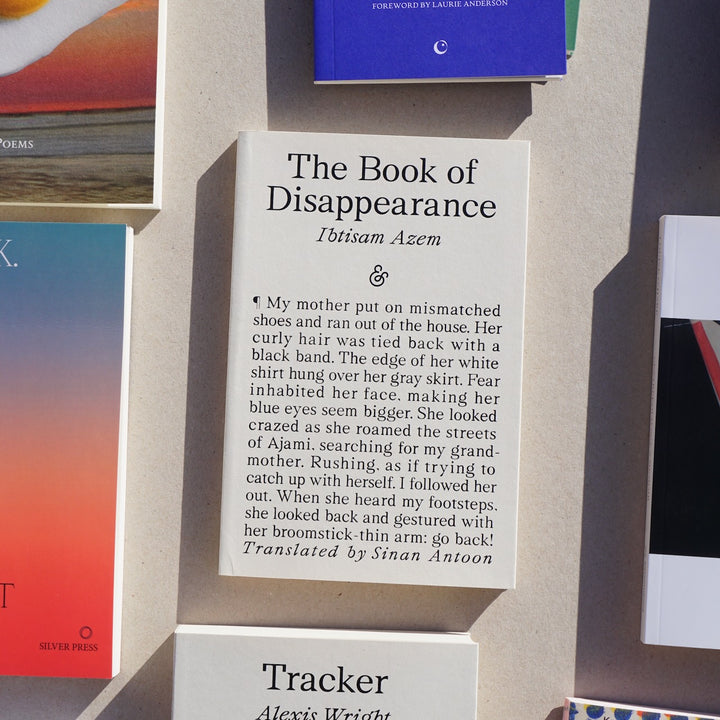 FOREWORD BY LAURIE ANDERSON
POEMS
K.
T
SILVER PRESS
The Book of
Disappearance
Ibtisam Azem
&
¶ My mother put on mismatched
shoes and ran out of the house. Her
curly hair was tied back with a
black band. The edge of her white
shirt hung over her gray skirt. Fear
inhabited her face, making her
blue eyes seem bigger. She looked
crazed as she roamed the streets
of Ajami, searching for my grand-
mother. Rushing, as if trying to
catch up with herself. I followed her
out. When she heard my footsteps,
she looked back and gestured with
her broomstick-thin arm: go back!
Translated by Sinan Antoon
Tracker
Alexis Wright